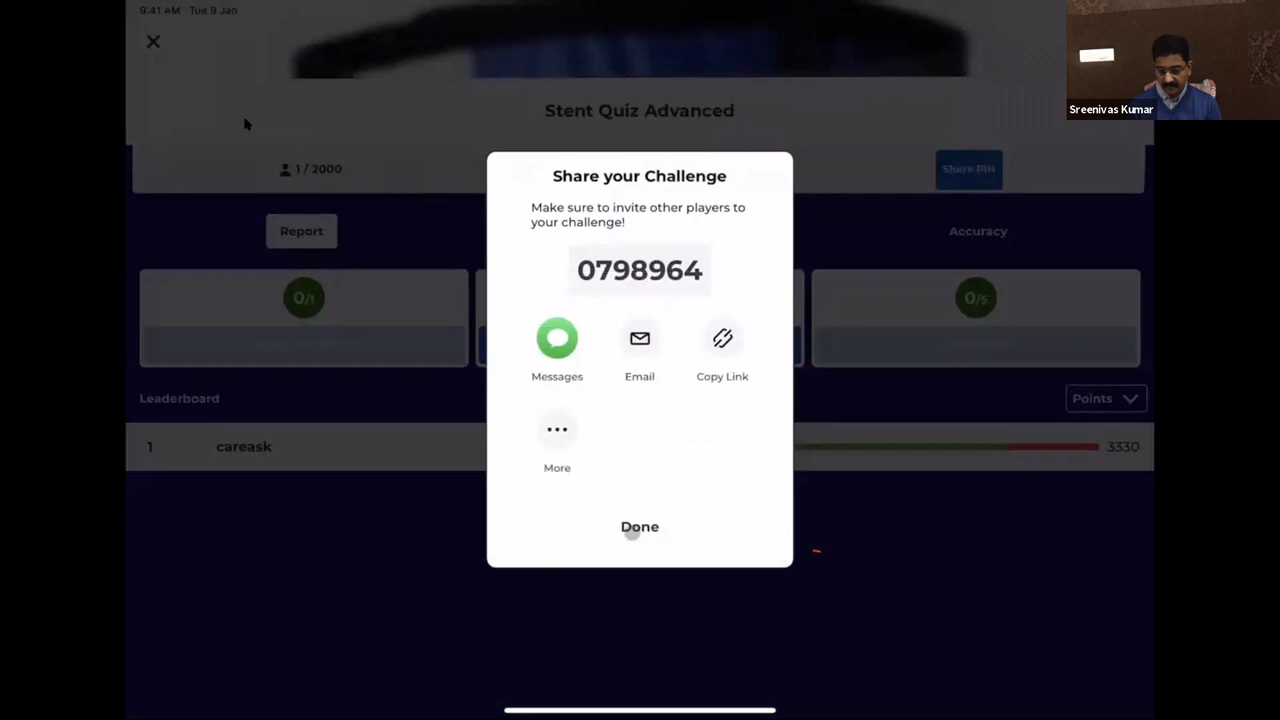 9:41 AM Tue 9 Jan
Sreenivas Kumar
Stent Quiz Advanced
1 / 2000
Share PIN
Share your Challenge
Make sure to invite other players to
your challenge!
0798964
Report
Accuracy
0/1
0/5
Messages
Email
Copy Link
More
Done
Leaderboard
Points
1 careask 3330